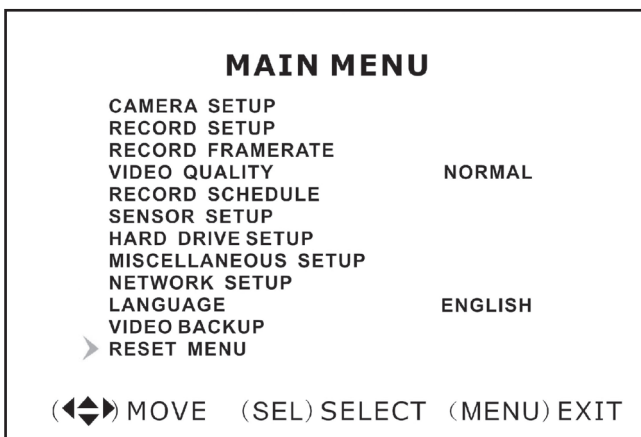 MAIN MENU
CAMERA SETUP
RECORD SETUP
RECORD FRAMERATE
VIDEO QUALITY NORMAL
RECORD SCHEDULE
SENSOR SETUP
HARD DRIVE SETUP
MISCELLANEOUS SETUP
NETWORK SETUP
LANGUAGE ENGLISH
VIDEO BACKUP
RESET MENU
(◀◆▶) MOVE (SEL) SELECT (MENU) EXIT